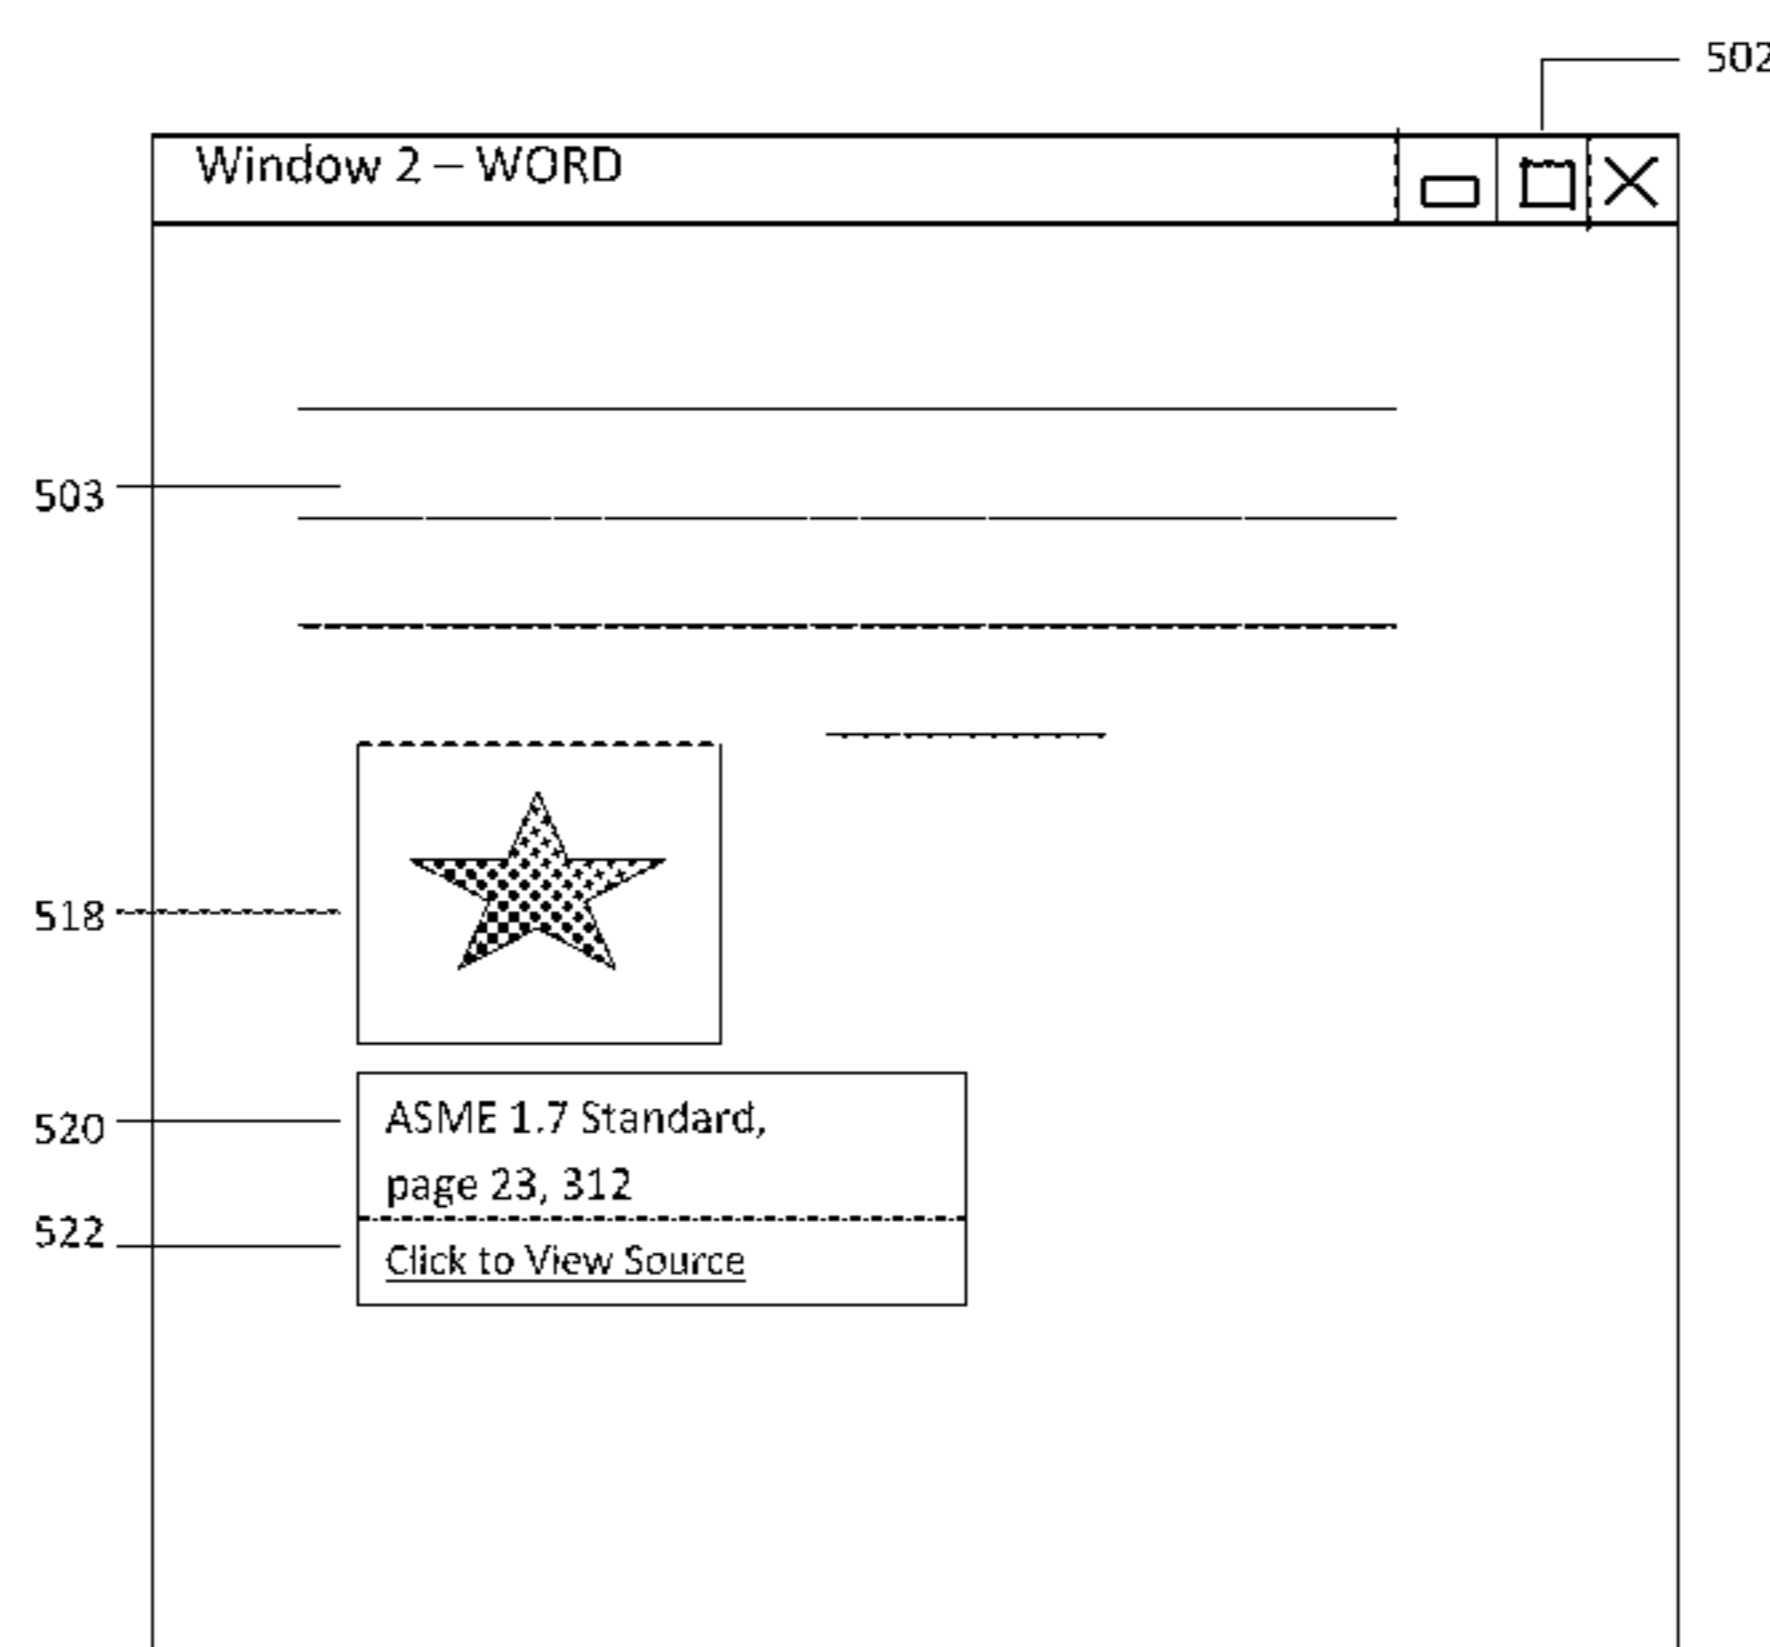 502
Window 2 – WORD
503
518
520
ASME 1.7 Standard,
page 23, 312
522
Click to View Source